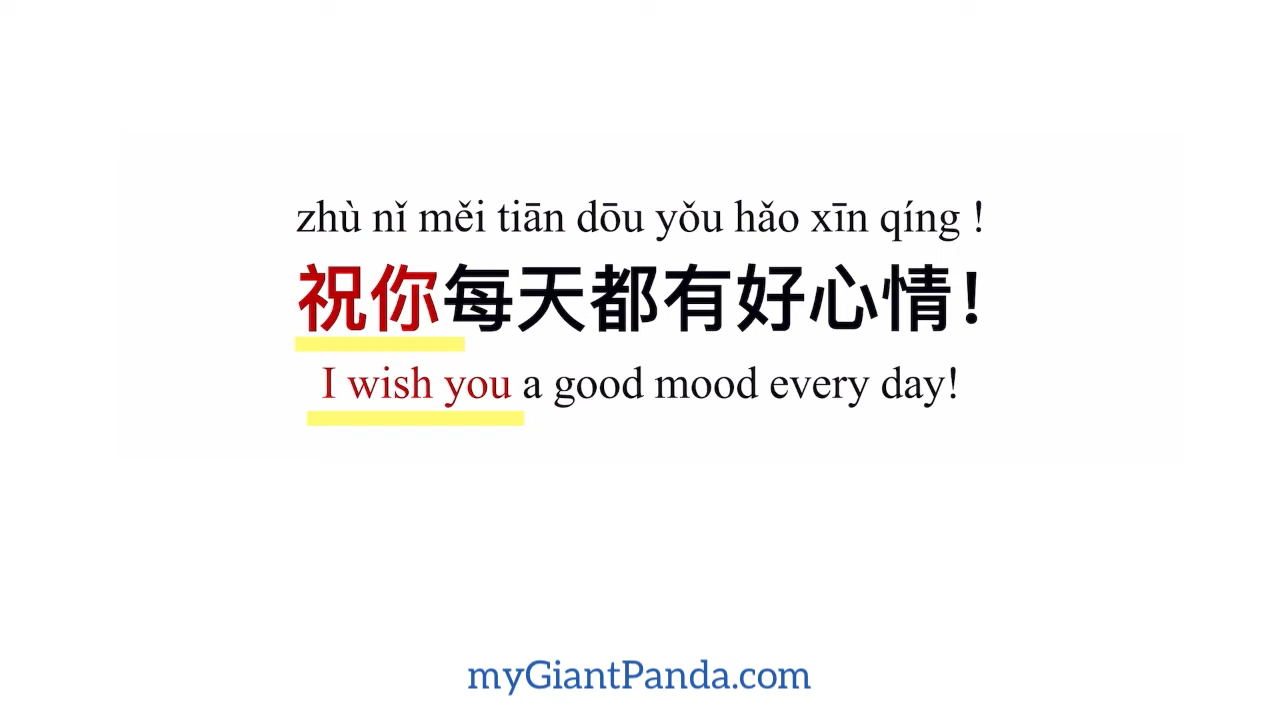 zhù nǐ měi tiān dōu yǒu hǎo xīn qíng !
祝你每天都有好心情！
I wish you a good mood every day!
myGiantPanda.com